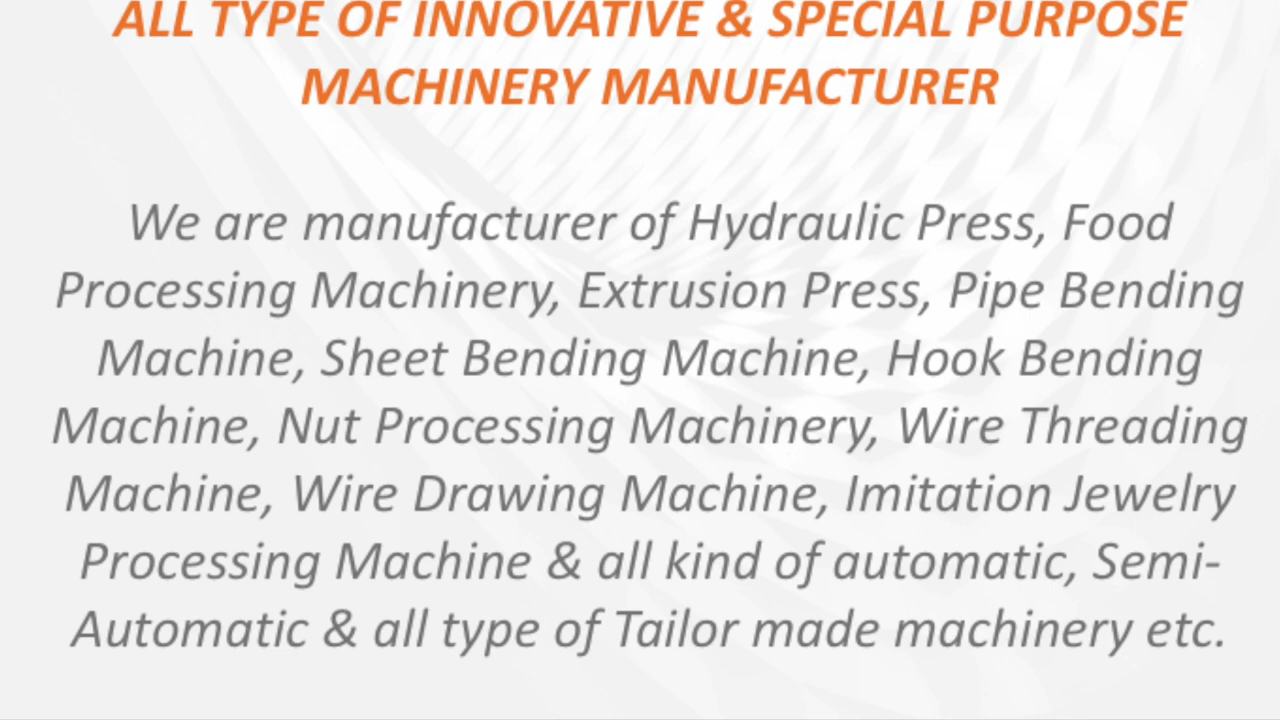 ALL TYPE OF INNOVATIVE & SPECIAL PURPOSE
MACHINERY MANUFACTURER
We are manufacturer of Hydraulic Press, Food
Processing Machinery, Extrusion Press, Pipe Bending
Machine, Sheet Bending Machine, Hook Bending
Machine, Nut Processing Machinery, Wire Threading
Machine, Wire Drawing Machine, Imitation Jewelry
Processing Machine & all kind of automatic, Semi-
Automatic & all type of Tailor made machinery etc.